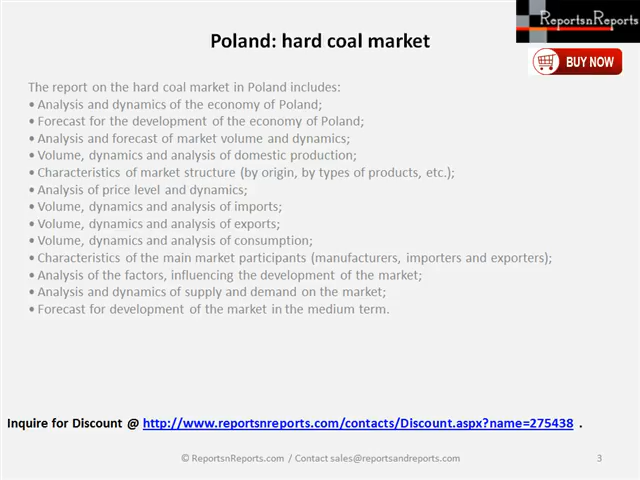 ReportsnReports
Poland: hard coal market
BUY NOW
The report on the hard coal market in Poland includes:
• Analysis and dynamics of the economy of Poland;
• Forecast for the development of the economy of Poland;
• Analysis and forecast of market volume and dynamics;
• Volume, dynamics and analysis of domestic production;
• Characteristics of market structure (by origin, by types of products, etc.);
• Analysis of price level and dynamics;
• Volume, dynamics and analysis of imports;
• Volume, dynamics and analysis of exports;
• Volume, dynamics and analysis of consumption;
• Characteristics of the main market participants (manufacturers, importers and exporters);
• Analysis of the factors, influencing the development of the market;
• Analysis and dynamics of supply and demand on the market;
• Forecast for development of the market in the medium term.
Inquire for Discount @ http://www.reportsnreports.com/contacts/Discount.aspx?name=275438 .
© ReportsnReports.com / Contact sales@reportsandreports.com
3